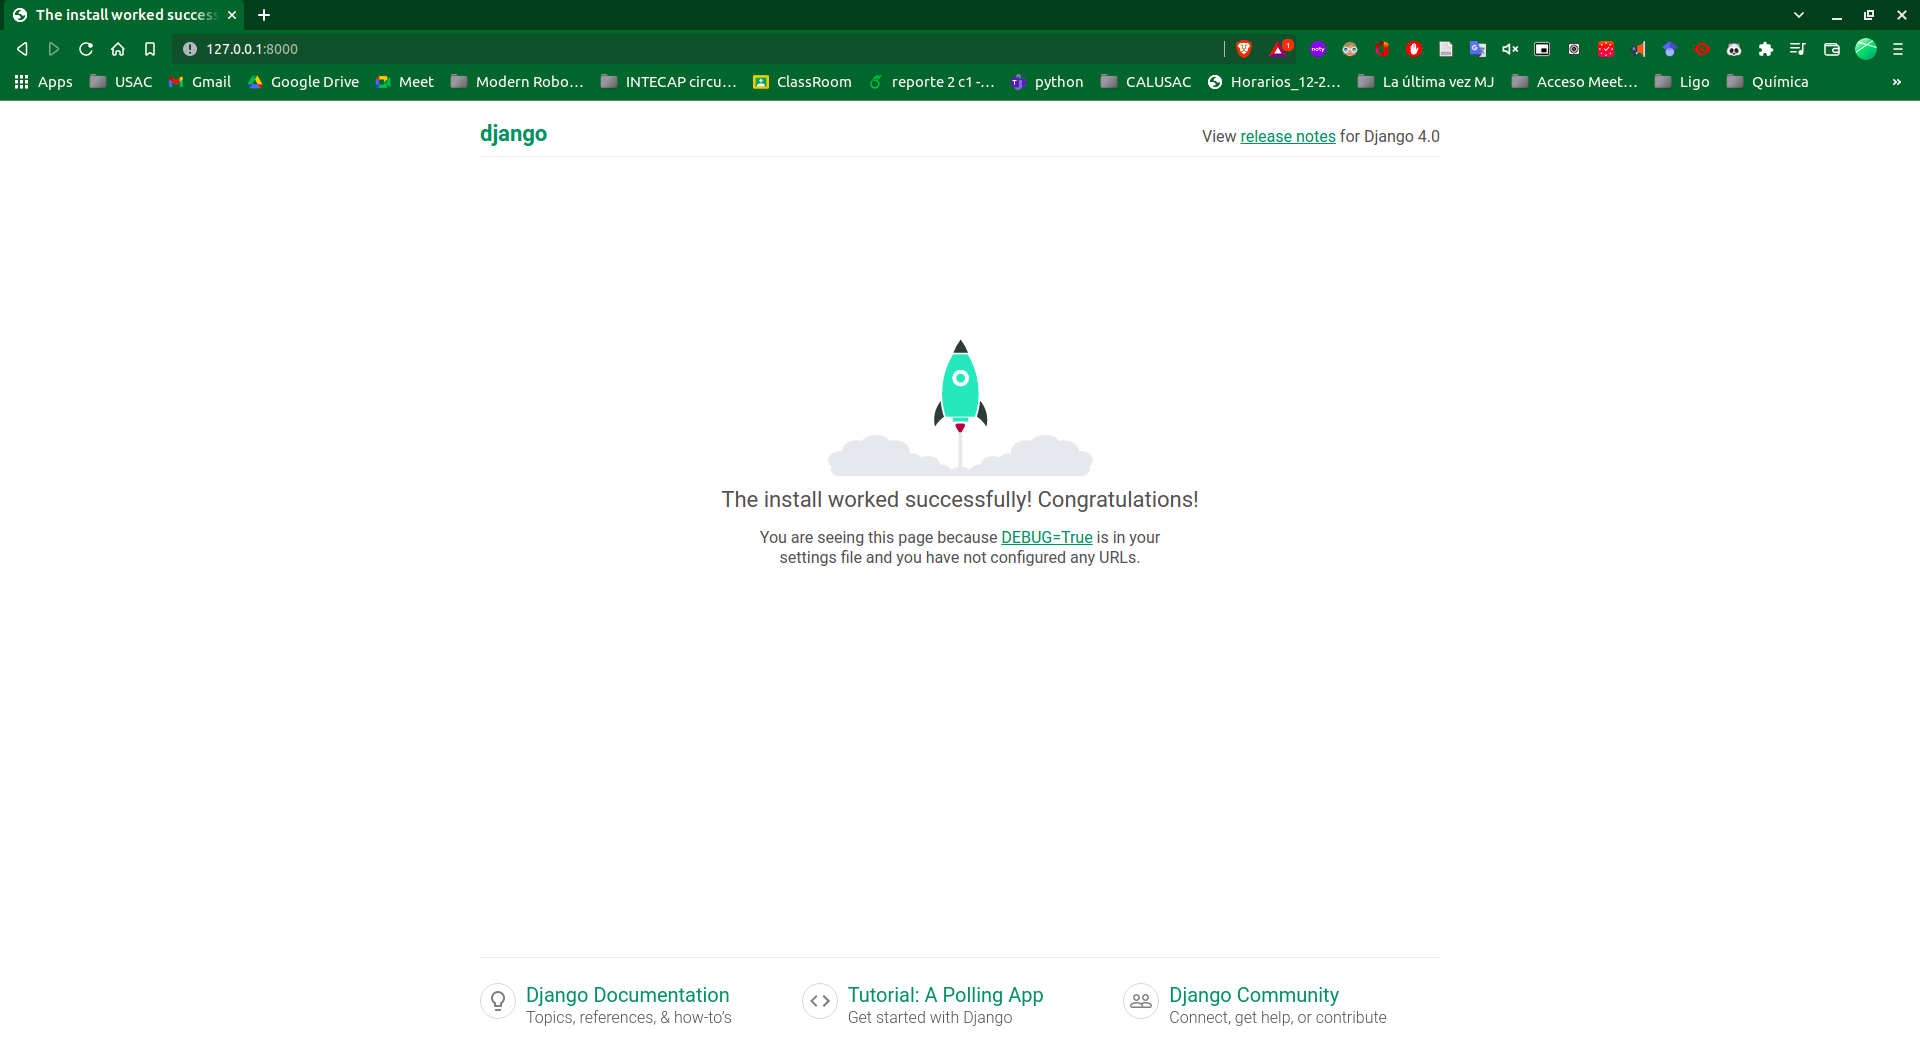 The install worked success
127.0.0.1:8000
1
noty
Apps USAC Gmail Google Drive Meet Modern Robo… INTECAP circu… ClassRoom reporte 2 c1 -… python CALUSAC Horarios_12-2… La última vez MJ Acceso Meet… Ligo Química »
django
View release notes for Django 4.0
The install worked successfully! Congratulations!
You are seeing this page because DEBUG=True is in your
settings file and you have not configured any URLs.
Django Documentation Tutorial: A Polling App Django Community
Topics, references, & how-to’s Get started with Django Connect, get help, or contribute